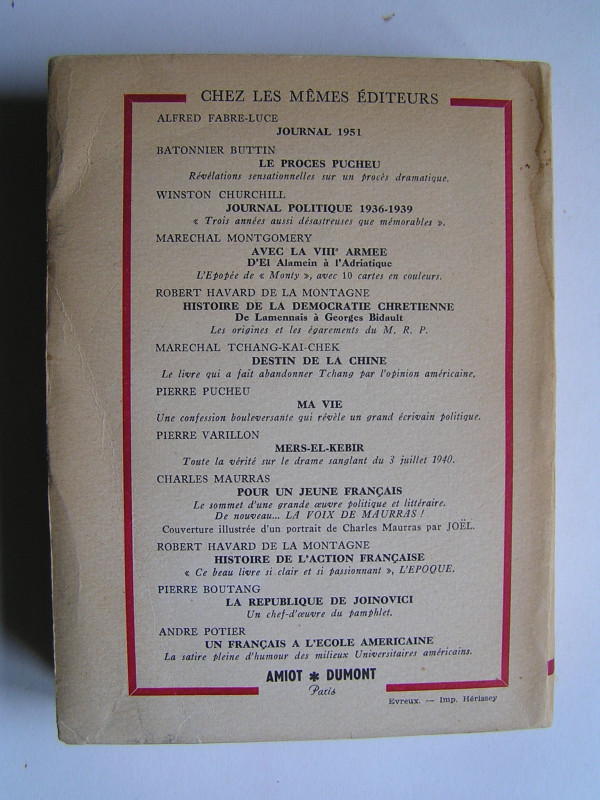 CHEZ LES MÊMES ÉDITEURS
ALFRED FABRE-LUCE
JOURNAL 1951
BATONNIER BUTTIN
LE PROCES PUCHEU
Révélations sensationnelles sur un procès dramatique.
WINSTON CHURCHILL
JOURNAL POLITIQUE 1936-1939
« Trois années aussi désastreuses que mémorables ».
MARECHAL MONTGOMERY
AVEC LA VIIIe ARMEE
D'El Alamein à l'Adriatique
L'Epopée de « Monty », avec 10 cartes en couleurs.
ROBERT HAVARD DE LA MONTAGNE
HISTOIRE DE LA DEMOCRATIE CHRETIENNE
De Lamennais à Georges Bidault
Les origines et les égarements du M. R. P.
MARECHAL TCHANG-KAI-CHEK
DESTIN DE LA CHINE
Le livre qui a fait abandonner Tchang par l'opinion américaine.
PIERRE PUCHEU
MA VIE
Une confession bouleversante qui révèle un grand écrivain politique.
PIERRE VARILLON
MERS-EL-KEBIR
Toute la vérité sur le drame sanglant du 3 juillet 1940.
CHARLES MAURRAS
POUR UN JEUNE FRANÇAIS
Le sommet d'une grande œuvre politique et littéraire.
De nouveau... LA VOIX DE MAURRAS !
Couverture illustrée d'un portrait de Charles Maurras par JOËL.
ROBERT HAVARD DE LA MONTAGNE
HISTOIRE DE L'ACTION FRANÇAISE
« Ce beau livre si clair et si passionnant », L'EPOQUE.
PIERRE BOUTANG
LA REPUBLIQUE DE JOINOVICI
Un chef-d'œuvre du pamphlet.
ANDRE POTIER
UN FRANÇAIS A L'ECOLE AMERICAINE
La satire pleine d'humour des milieux Universitaires américains.
AMIOT * DUMONT
Paris
Evreux. — Imp. Hérissey